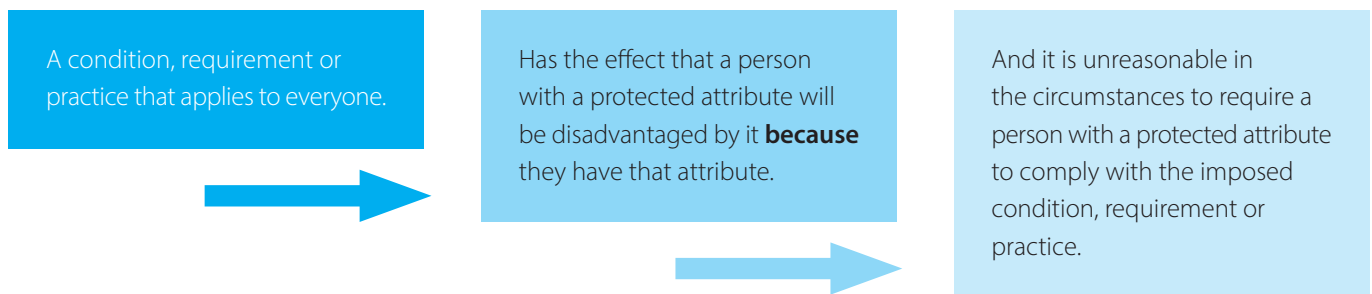 A condition, requirement or
practice that applies to everyone.
Has the effect that a person
with a protected attribute will
be disadvantaged by it because
they have that attribute.
And it is unreasonable in
the circumstances to require a
person with a protected attribute
to comply with the imposed
condition, requirement or
practice.